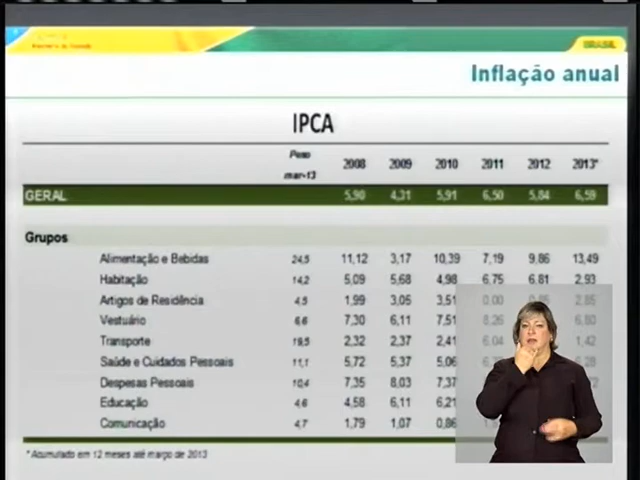 BRASIL
Inflação anual
IPCA
Peso mar-13 2008 2009 2010 2011 2012 2013*
GERAL 5,90 4,31 5,91 6,50 5,84 6,59
Grupos
Alimentação e Bebidas 24,5 11,12 3,17 10,39 7,19 9,86 13,49
Habitação 14,2 5,09 5,68 4,98 6,75 6,81 2,93
Artigos de Residência 4,5 1,99 3,05 3,51 0.00
Vestuário 6,6 7,30 6,11 7,51 8,26 6,80
Transporte 19,5 2,32 2,37 2,41 6,04 1,42
Saúde e Cuidados Pessoais 11,1 5,72 5,37 5,06
Despesas Pessoais 10,4 7,35 8,03 7,37
Educação 4,6 4,58 6,11 6,21
Comunicação 4,7 1,79 1,07 0,86
* Acumulado em 12 meses até março de 2013